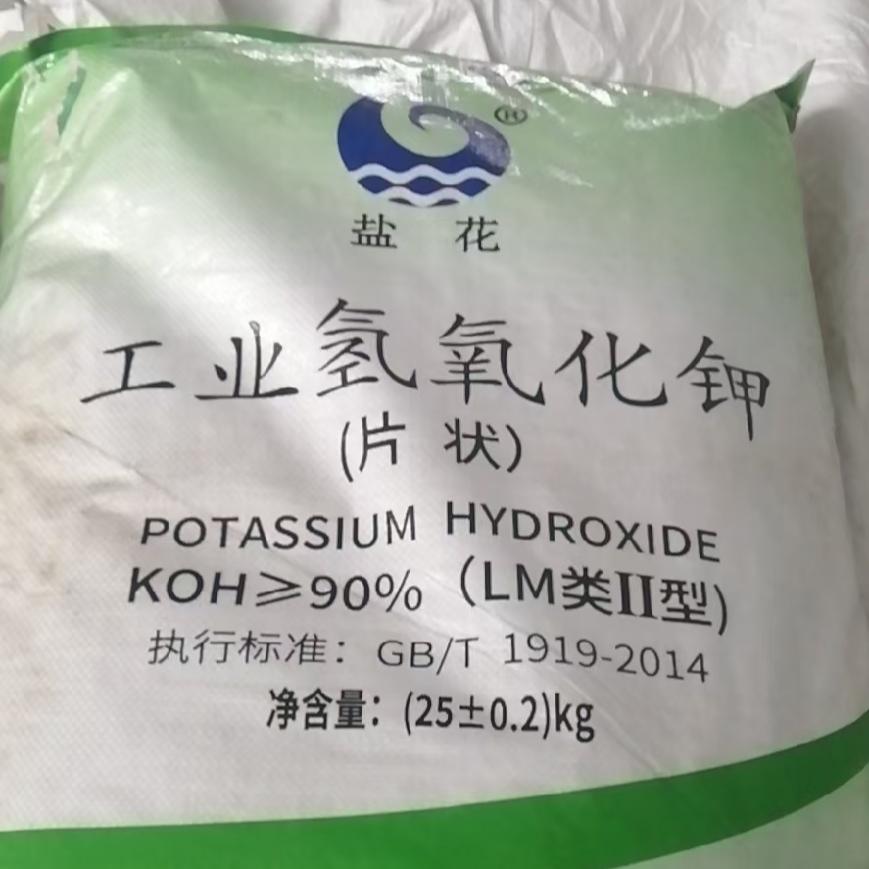 ®
盐 花
工业氢氧化钾
(片 状)
POTASSIUM HYDROXIDE
KOH≥90% (LM类II型)
执行标准: GB/T 1919-2014
净含量: (25±0.2)kg